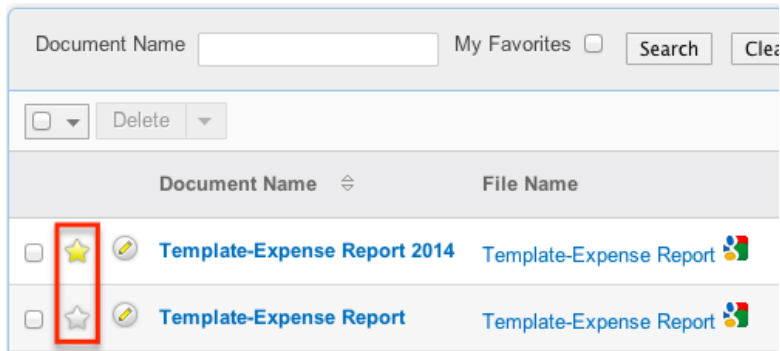 Document Name My Favorites Search
Delete
Document Name File Name
Template-Expense Report 2014 Template-Expense Report
Template-Expense Report Template-Expense Report